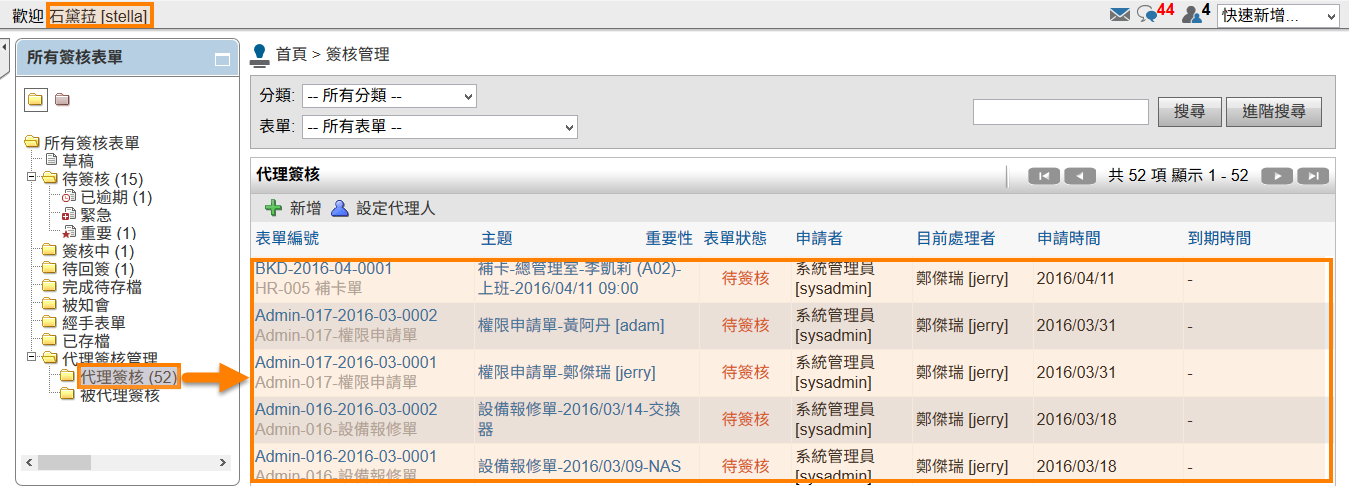 歡迎 石黛菈 [stella]
44
4
快速新增...
所有簽核表單
所有簽核表單
草稿
待簽核 (15)
已逾期 (1)
緊急
重要 (1)
簽核中 (1)
待回簽 (1)
完成待存檔
被知會
經手表單
已存檔
代理簽核管理
代理簽核 (52)
被代理簽核
首頁 > 簽核管理
分類: -- 所有分類 --
表單: -- 所有表單 --
搜尋 進階搜尋
代理簽核 共 52 項 顯示 1 - 52
新增 設定代理人
表單編號 主題 重要性 表單狀態 申請者 目前處理者 申請時間 到期時間
BKD-2016-04-0001 補卡-總管理室-李凱莉 (A02)- 待簽核 系統管理員 鄭傑瑞 [jerry] 2016/04/11 -
HR-005 補卡單 上班-2016/04/11 09:00 [sysadmin]
Admin-017-2016-03-0002 權限申請單-黃阿丹 [adam] 待簽核 系統管理員 鄭傑瑞 [jerry] 2016/03/31 -
Admin-017-權限申請單 [sysadmin]
Admin-017-2016-03-0001 權限申請單-鄭傑瑞 [jerry] 待簽核 系統管理員 鄭傑瑞 [jerry] 2016/03/31 -
Admin-017-權限申請單 [sysadmin]
Admin-016-2016-03-0002 設備報修單-2016/03/14-交換 待簽核 系統管理員 鄭傑瑞 [jerry] 2016/03/18 -
Admin-016-設備報修單 器 [sysadmin]
Admin-016-2016-03-0001 設備報修單-2016/03/09-NAS 待簽核 系統管理員 鄭傑瑞 [jerry] 2016/03/18 -
Admin-016-設備報修單 [sysadmin]